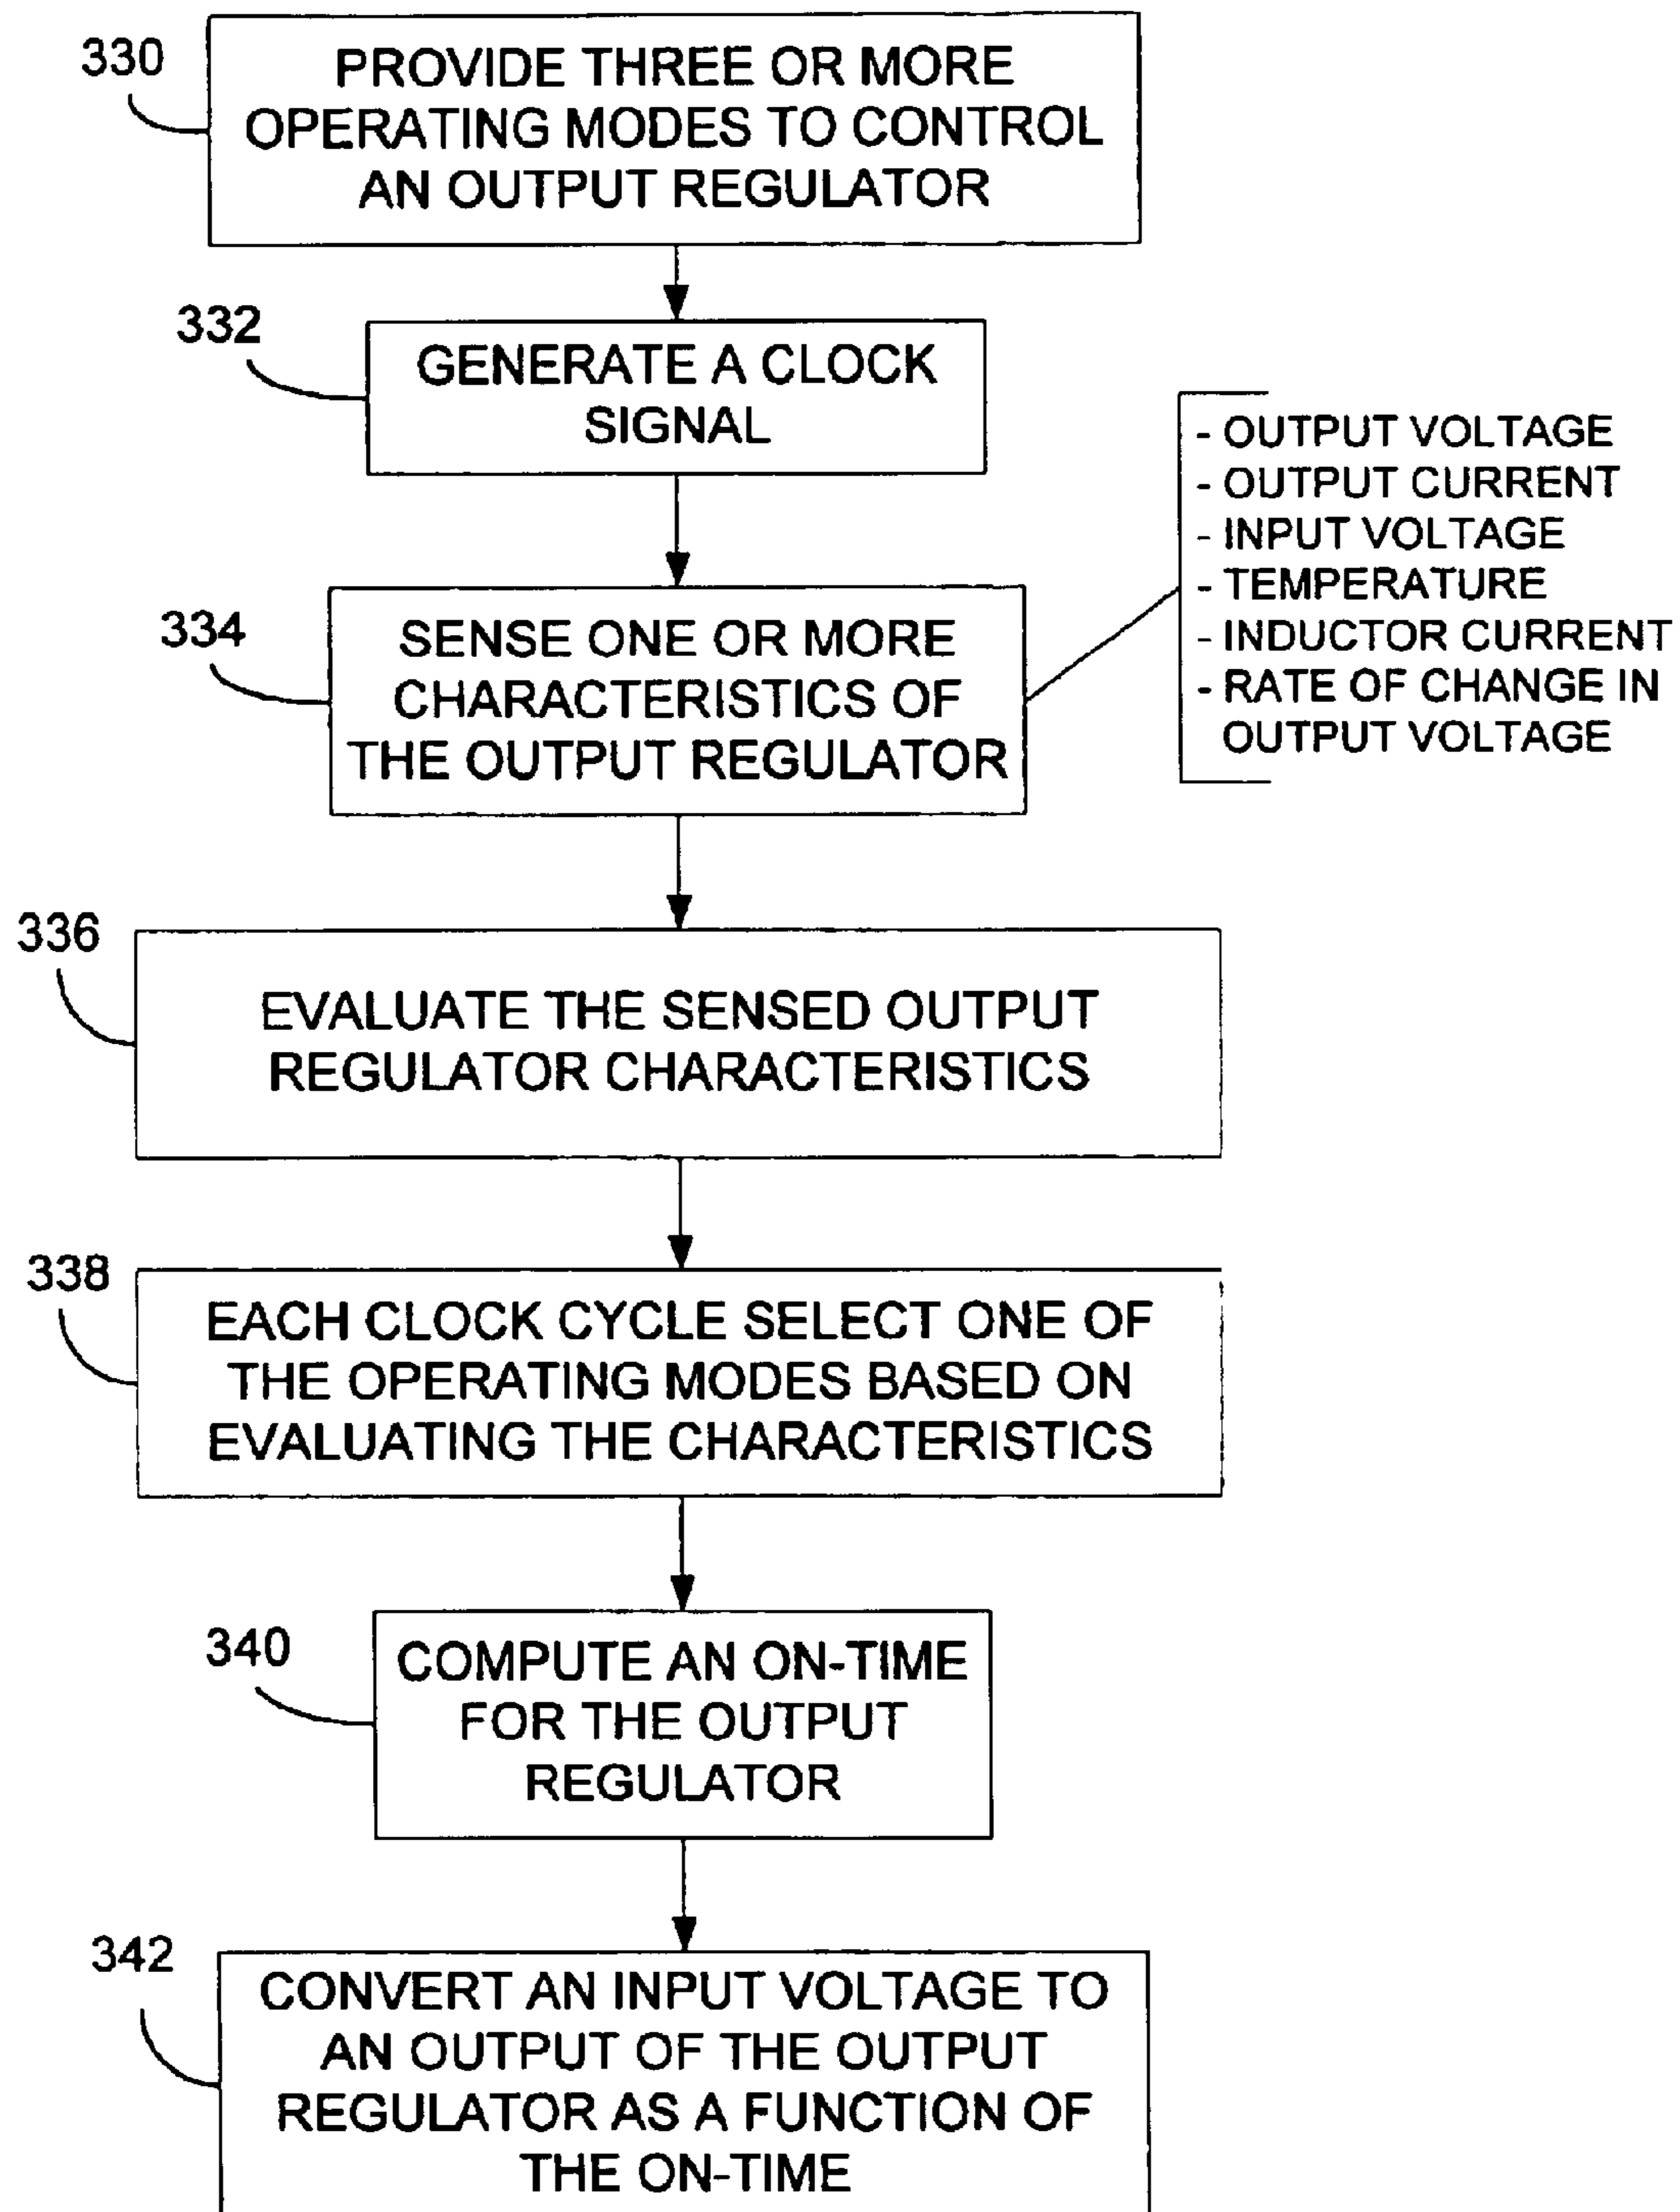 330
PROVIDE THREE OR MORE
OPERATING MODES TO CONTROL
AN OUTPUT REGULATOR
332
GENERATE A CLOCK
SIGNAL
334
SENSE ONE OR MORE
CHARACTERISTICS OF
THE OUTPUT REGULATOR
- OUTPUT VOLTAGE
- OUTPUT CURRENT
- INPUT VOLTAGE
- TEMPERATURE
- INDUCTOR CURRENT
- RATE OF CHANGE IN
OUTPUT VOLTAGE
336
EVALUATE THE SENSED OUTPUT
REGULATOR CHARACTERISTICS
338
EACH CLOCK CYCLE SELECT ONE OF
THE OPERATING MODES BASED ON
EVALUATING THE CHARACTERISTICS
340
COMPUTE AN ON-TIME
FOR THE OUTPUT
REGULATOR
342
CONVERT AN INPUT VOLTAGE TO
AN OUTPUT OF THE OUTPUT
REGULATOR AS A FUNCTION OF
THE ON-TIME